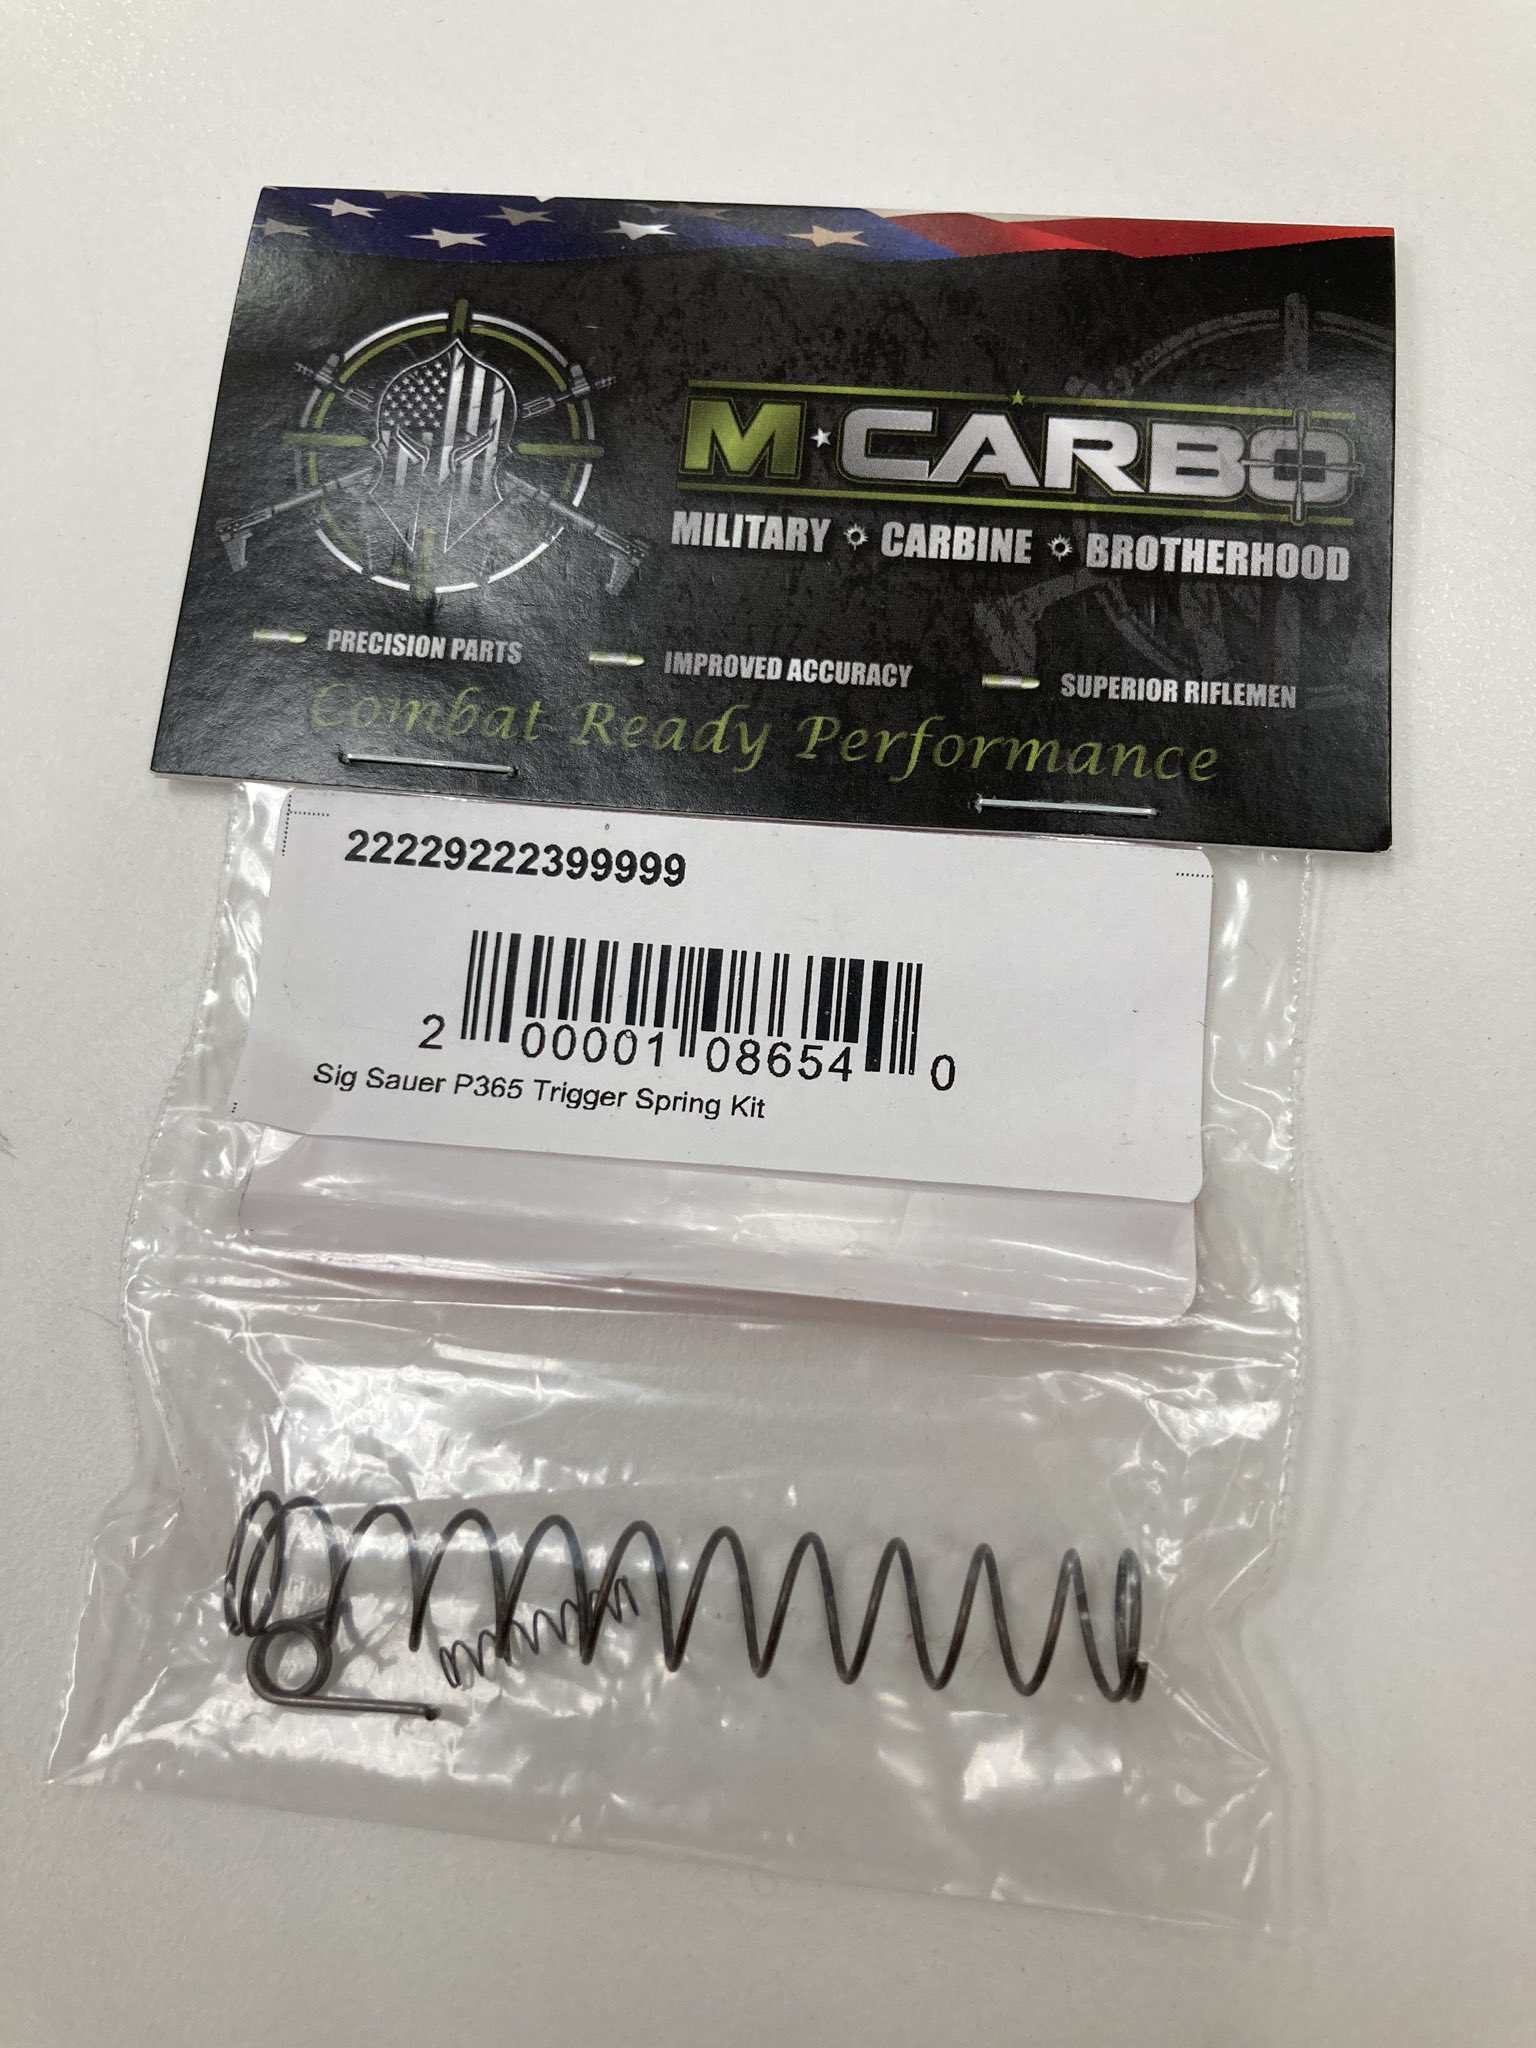 M★CARBO
MILITARY CARBINE BROTHERHOOD
PRECISION PARTS IMPROVED ACCURACY SUPERIOR RIFLEMEN
Combat Ready Performance
22229222399999
2 00001 08654 0
Sig Sauer P365 Trigger Spring Kit